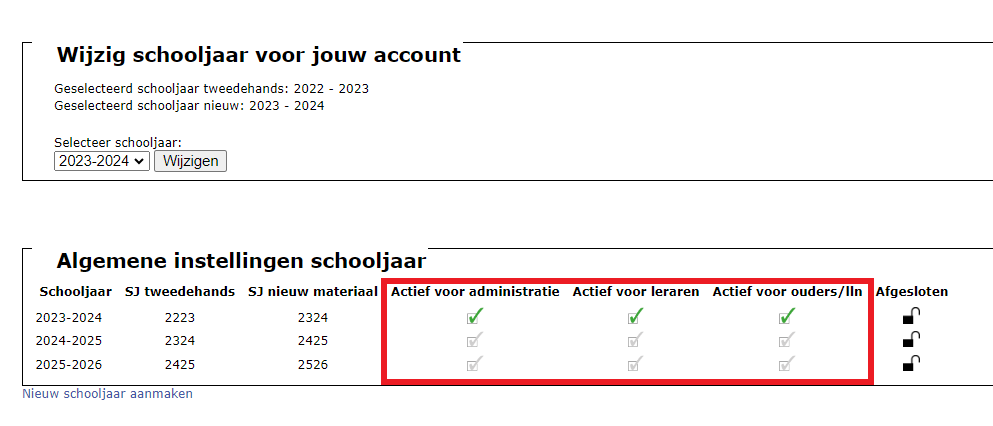 Wijzig schooljaar voor jouw account
Geselecteerd schooljaar tweedehands: 2022 - 2023
Geselecteerd schooljaar nieuw: 2023 - 2024
Selecteer schooljaar:
2023-2024 Wijzigen
Algemene instellingen schooljaar
Schooljaar SJ tweedehands SJ nieuw materiaal Actief voor administratie Actief voor leraren Actief voor ouders/lln Afgesloten
2023-2024 2223 2324
2024-2025 2324 2425
2025-2026 2425 2526
Nieuw schooljaar aanmaken